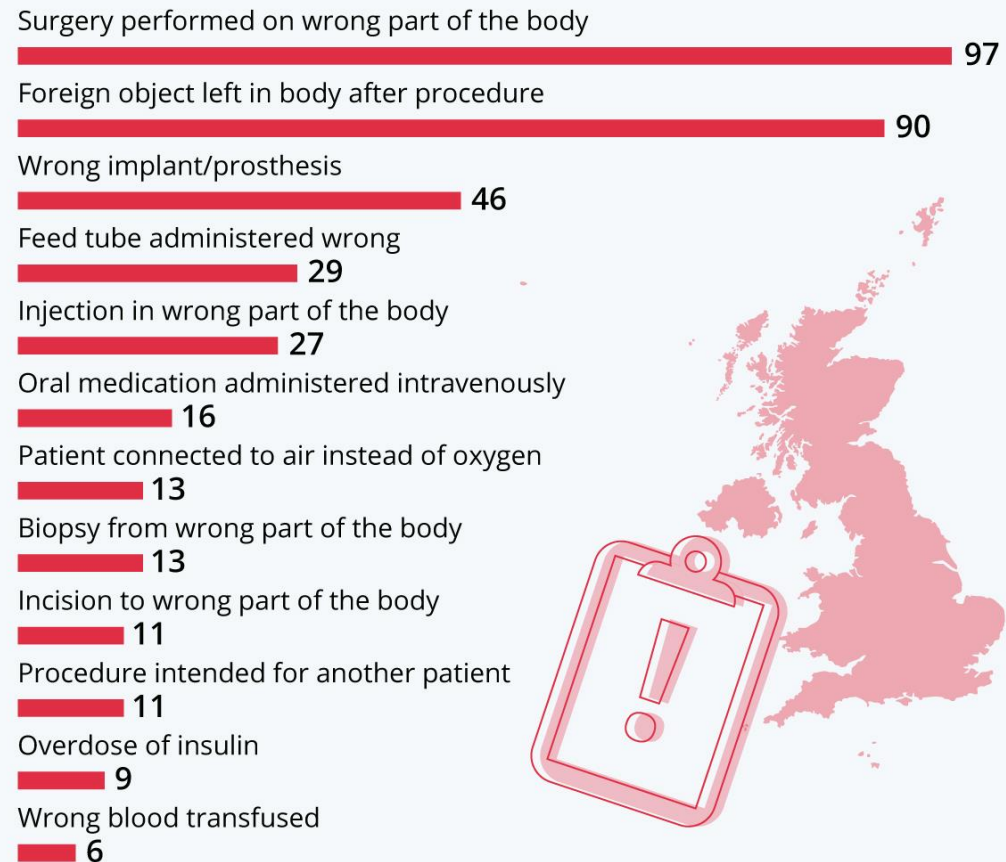 Surgery performed on wrong part of the body
97
Foreign object left in body after procedure
90
Wrong implant/prosthesis
46
Feed tube administered wrong
29
Injection in wrong part of the body
27
Oral medication administered intravenously
16
Patient connected to air instead of oxygen
13
Biopsy from wrong part of the body
13
Incision to wrong part of the body
11
Procedure intended for another patient
11
Overdose of insulin
9
Wrong blood transfused
6